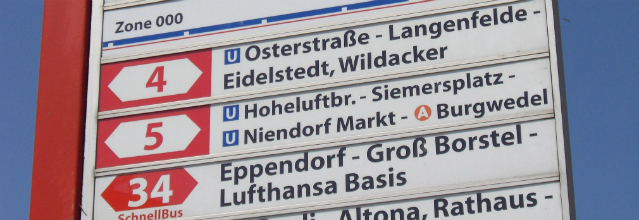 Zone 000
4
U Osterstraße - Langenfelde -
Eidelstedt, Wildacker
5
U Hoheluftbr. - Siemersplatz -
U Niendorf Markt - A Burgwedel
34
SchnellBus
Eppendorf - Groß Borstel -
Lufthansa Basis
Altona, Rathaus -